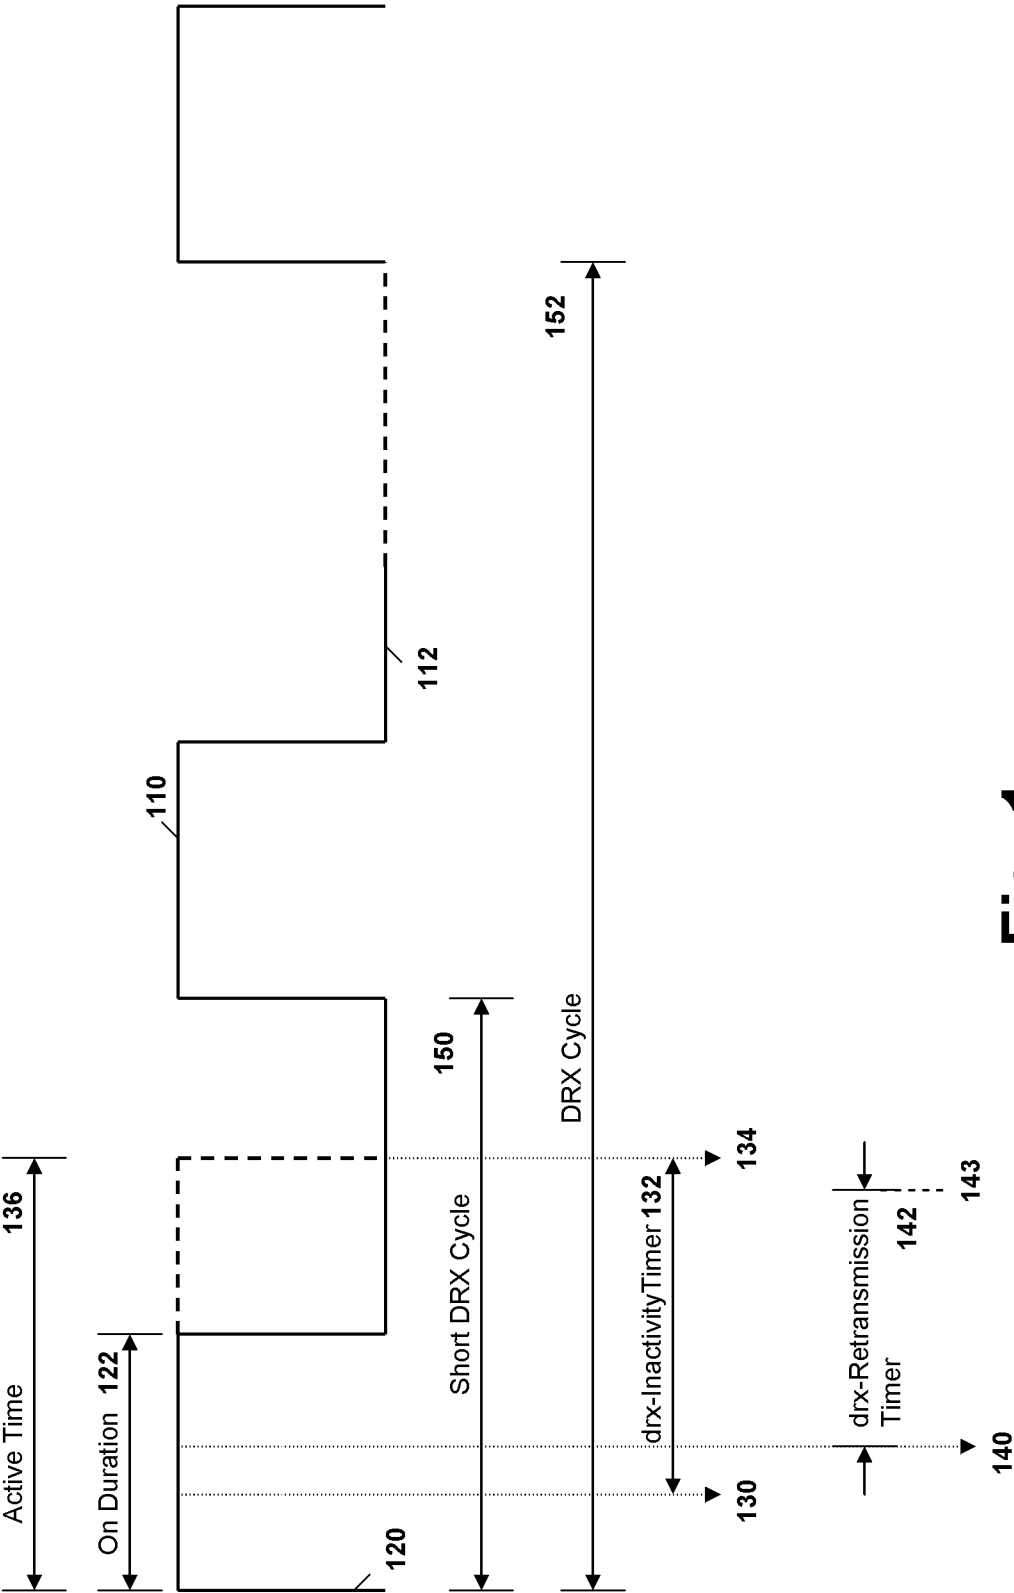 Active Time
136
On Duration 122
110
120
112
Short DRX Cycle
150
DRX Cycle
152
drx-InactivityTimer 132
130
134
drx-Retransmission
Timer
142
140
143